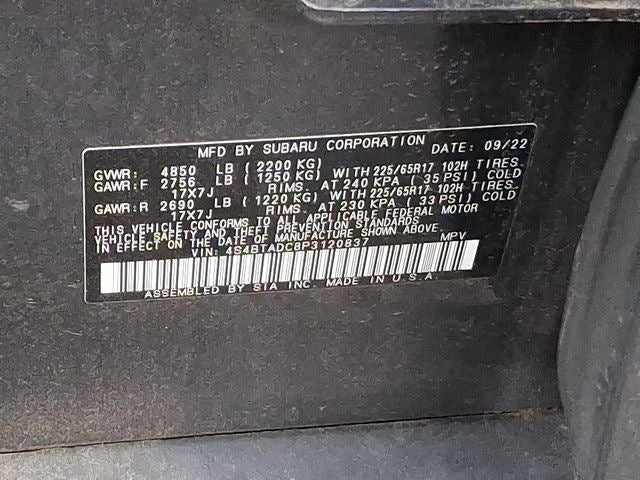 MFD BY SUBARU CORPORATION DATE: 09/22
GVWR: 4850 LB (2200 KG)
GAWR:F 2756 LB (1250 KG) WITH 225/65R17 102H TIRES,
17X7J RIMS, AT 240 KPA (35 PSI) COLD
GAWR:R 2690 LB (1220 KG) WITH 225/65R17 102H TIRES,
17X7J RIMS, AT 230 KPA (33 PSI) COLD
THIS VEHICLE CONFORMS TO ALL APPLICABLE FEDERAL MOTOR
VEHICLE SAFETY AND THEFT PREVENTION STANDARDS
IN EFFECT ON THE DATE OF MANUFACTURE SHOWN ABOVE.
VIN: 4S4BTADC8P3120837 MPV
ASSEMBLED BY SIA INC. MADE IN U.S.A.